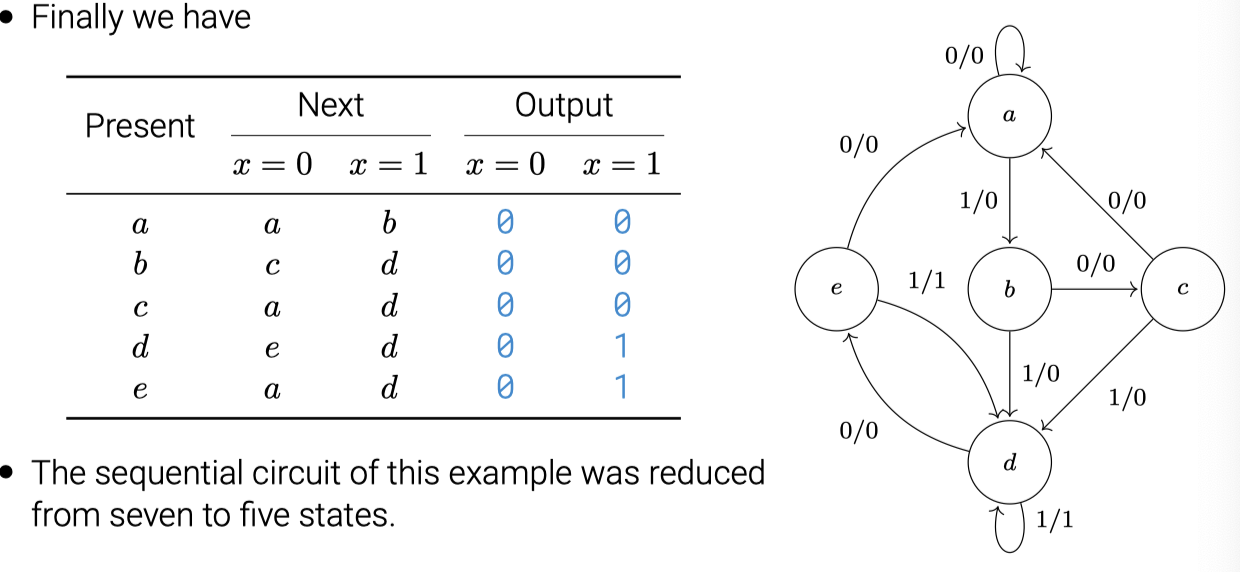 • Finally we have
Present Next Output
x = 0 x = 1 x = 0 x = 1
a a b 0 0
b c d 0 0
c a d 0 0
d e d 0 1
e a d 0 1
• The sequential circuit of this example was reduced
from seven to five states.
0/0
a
0/0
1/0
0/0
e
1/1
b
0/0
c
1/0
1/0
0/0
d
1/1